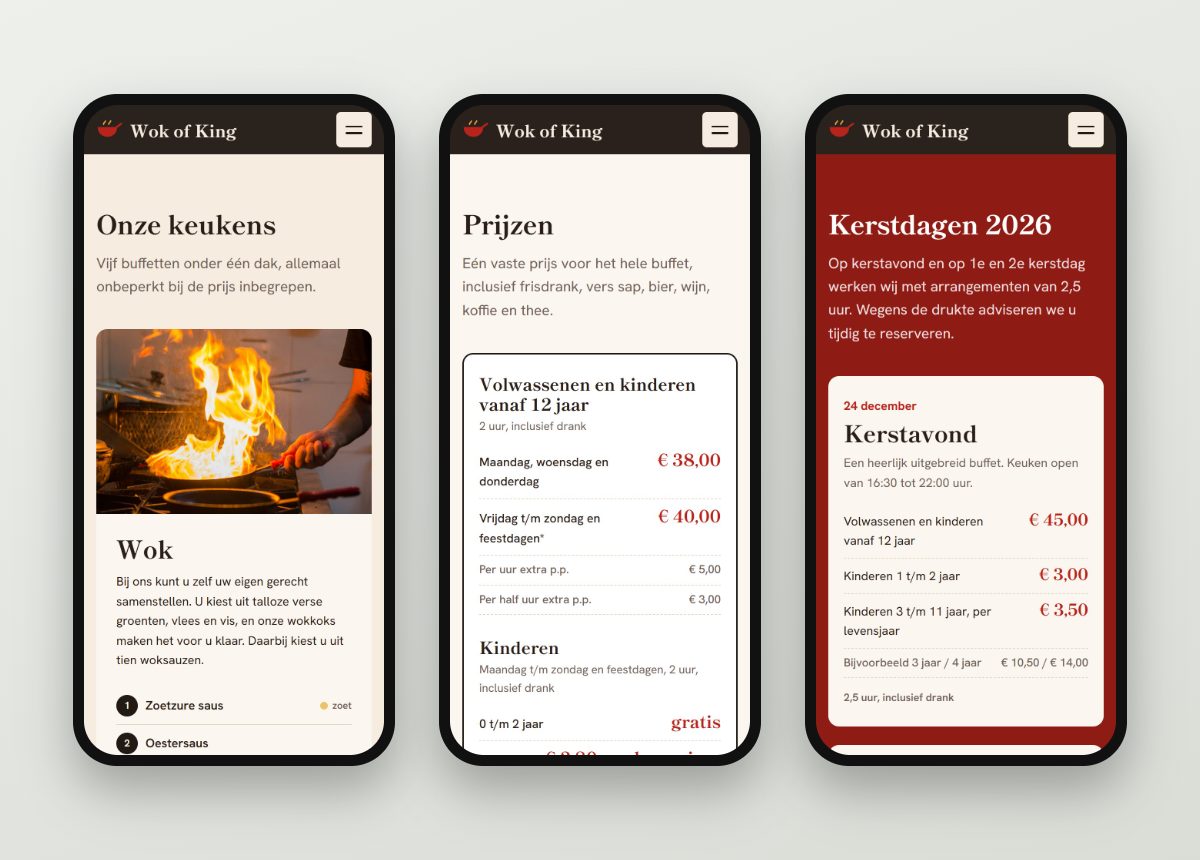 Wok of King
Onze keukens
Vijf buffetten onder één dak, allemaal
onbeperkt bij de prijs inbegrepen.
Wok
Bij ons kunt u zelf uw eigen gerecht
samenstellen. U kiest uit talloze verse
groenten, vlees en vis, en onze wokkoks
maken het voor u klaar. Daarbij kiest u uit
tien woksauzen.
1 Zoetzure saus zoet
2 Oestersaus
Wok of King
Prijzen
Eén vaste prijs voor het hele buffet,
inclusief frisdrank, vers sap, bier, wijn,
koffie en thee.
Volwassenen en kinderen
vanaf 12 jaar
2 uur, inclusief drank
Maandag, woensdag en € 38,00
donderdag
Vrijdag t/m zondag en € 40,00
feestdagen*
Per uur extra p.p. € 5,00
Per half uur extra p.p. € 3,00
Kinderen
Maandag t/m zondag en feestdagen, 2 uur,
inclusief drank
0 t/m 2 jaar gratis
Wok of King
Kerstdagen 2026
Op kerstavond en op 1e en 2e kerstdag
werken wij met arrangementen van 2,5
uur. Wegens de drukte adviseren we u
tijdig te reserveren.
24 december
Kerstavond
Een heerlijk uitgebreid buffet. Keuken open
van 16:30 tot 22:00 uur.
Volwassenen en kinderen € 45,00
vanaf 12 jaar
Kinderen 1 t/m 2 jaar € 3,00
Kinderen 3 t/m 11 jaar, per € 3,50
levensjaar
Bijvoorbeeld 3 jaar / 4 jaar € 10,50 / € 14,00
2,5 uur, inclusief drank